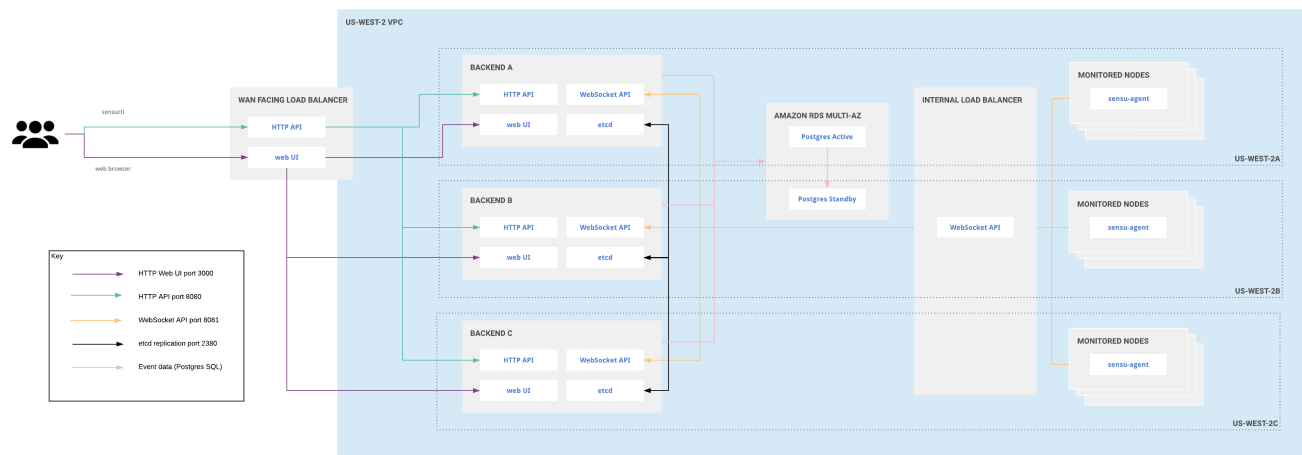 US-WEST-2 VPC
sensuctl
web browser
WAN FACING LOAD BALANCER
HTTP API
web UI
BACKEND A
HTTP API
WebSocket API
web UI
etcd
BACKEND B
HTTP API
WebSocket API
web UI
etcd
BACKEND C
HTTP API
WebSocket API
web UI
etcd
AMAZON RDS MULTI-AZ
Postgres Active
Postgres Standby
INTERNAL LOAD BALANCER
WebSocket API
MONITORED NODES
sensu-agent
US-WEST-2A
MONITORED NODES
sensu-agent
US-WEST-2B
MONITORED NODES
sensu-agent
US-WEST-2C
Key
HTTP Web UI port 3000
HTTP API port 8080
WebSocket API port 8081
etcd replication port 2380
Event data (Postgres SQL)